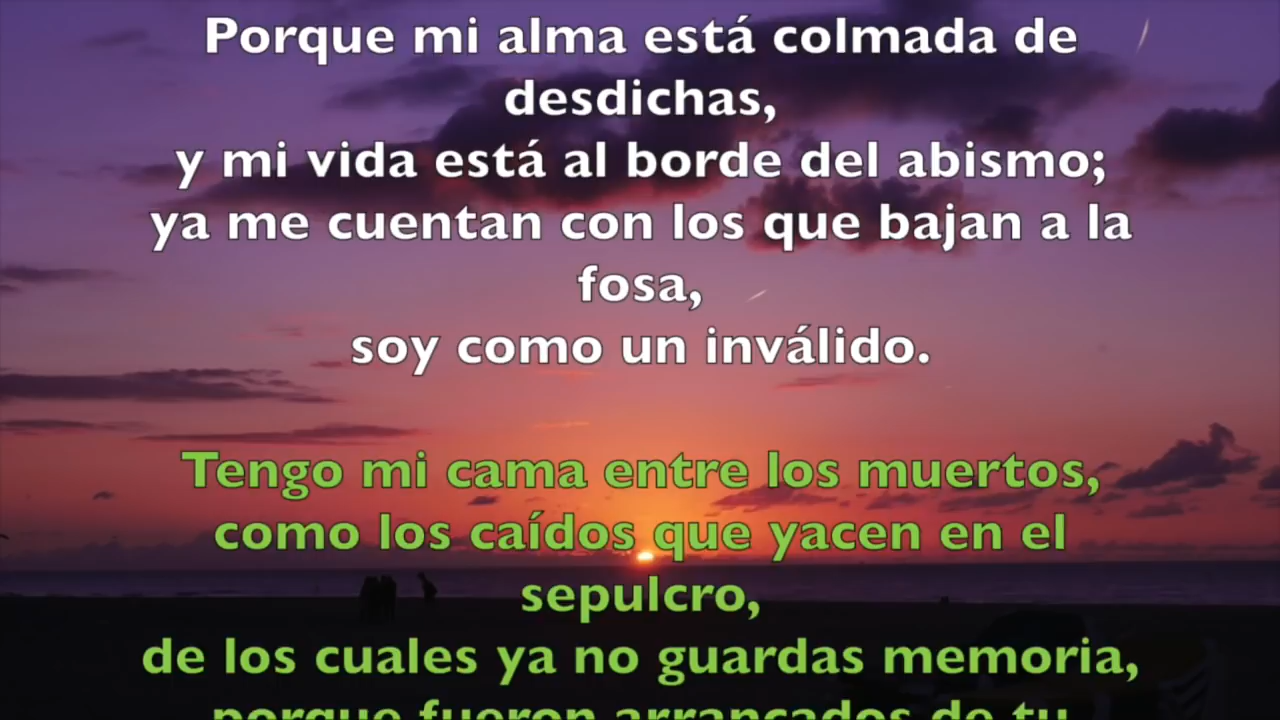 Porque mi alma está colmada de
desdichas,
y mi vida está al borde del abismo;
ya me cuentan con los que bajan a la
fosa,
soy como un inválido.
Tengo mi cama entre los muertos,
como los caídos que yacen en el
sepulcro,
de los cuales ya no guardas memoria,
porque fueron arrancados de tu